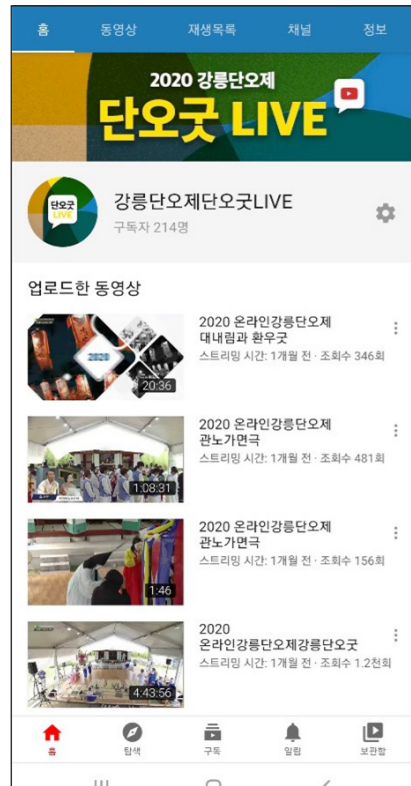 홈 동영상 재생목록 채널 정보
2020 강릉단오제
단오굿 LIVE
단오굿
LIVE
강릉단오제단오굿LIVE
구독자 214명
업로드한 동영상
2020 온라인강릉단오제
대내림과 환우굿
스트리밍 시간: 1개월 전 · 조회수 346회
2020
20:36
2020 온라인강릉단오제
관노가면극
스트리밍 시간: 1개월 전 · 조회수 481회
1:08:31
2020 온라인강릉단오제
관노가면극
스트리밍 시간: 1개월 전 · 조회수 156회
1:46
2020
온라인강릉단오제강릉단오굿
스트리밍 시간: 1개월 전 · 조회수 1.2천회
4:43:56
홈 탐색 구독 알림 보관함